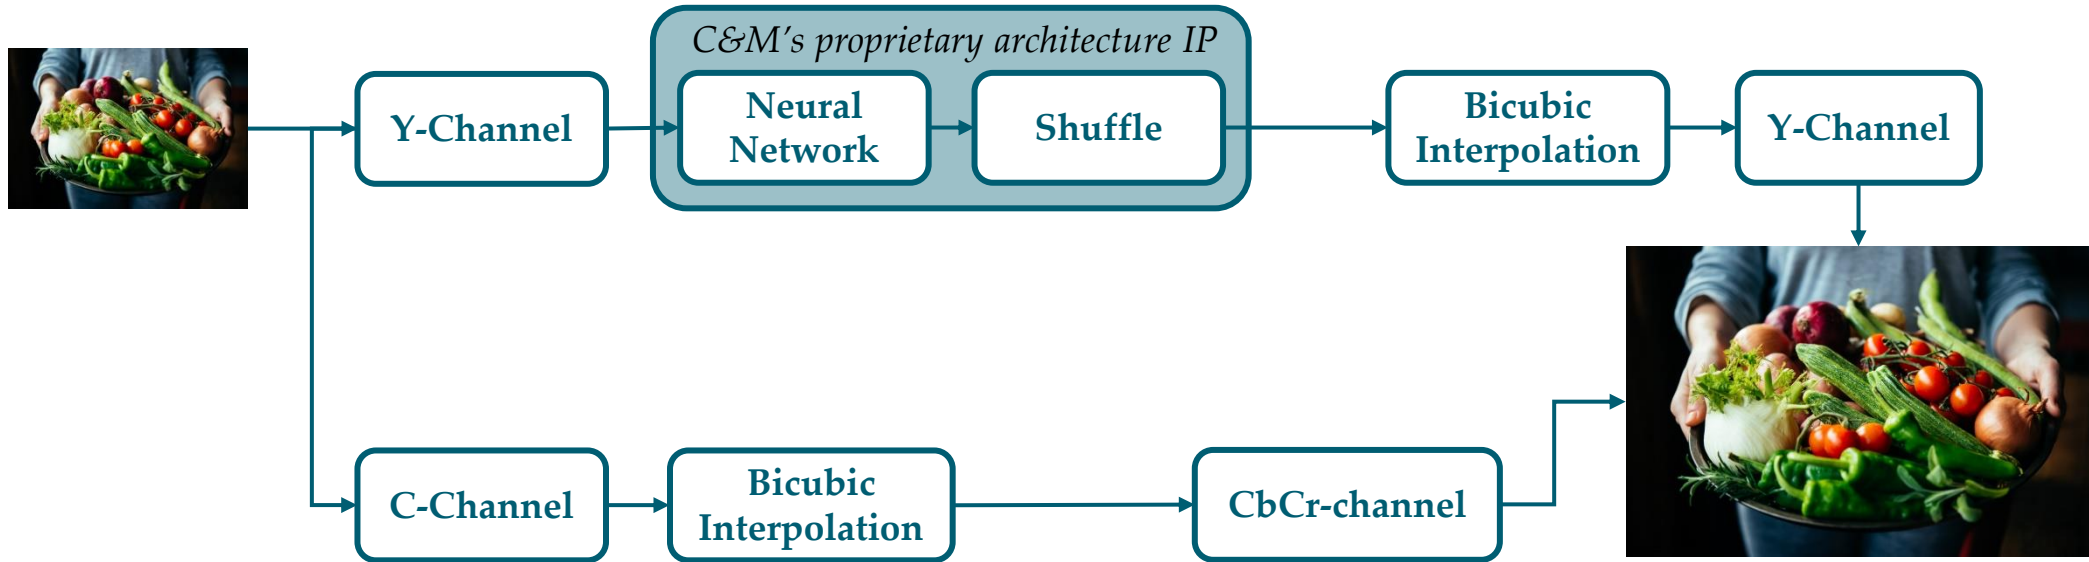 C&M's proprietary architecture IP
Y-Channel
Neural
Network
Shuffle
Bicubic
Interpolation
Y-Channel
C-Channel
Bicubic
Interpolation
CbCr-channel